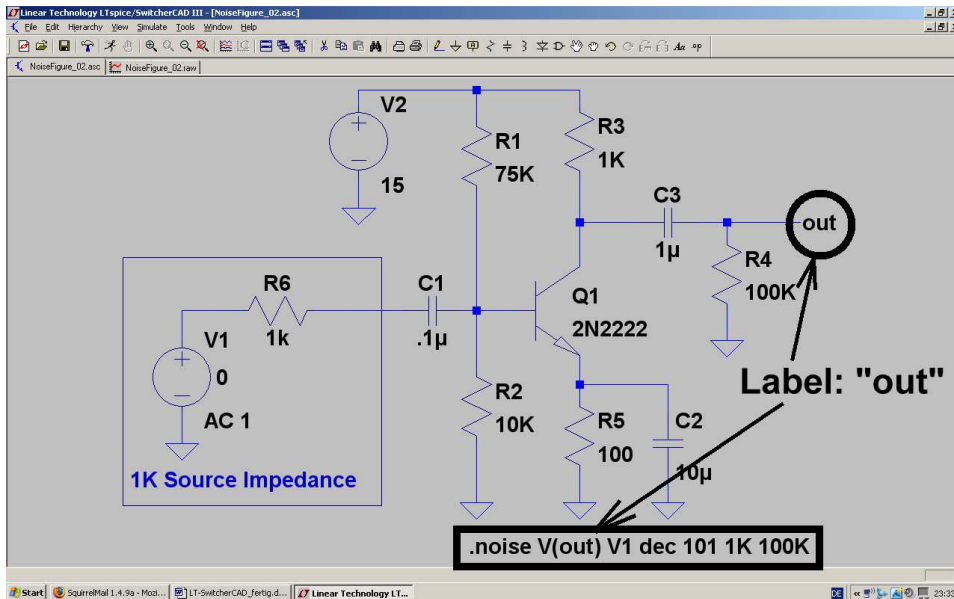 Linear Technology LTspice/SwitcherCAD III - [NoiseFigure_02.asc]
File Edit Hierarchy View Simulate Tools Window Help
NoiseFigure_02.asc NoiseFigure_02.raw
V2
15
R1
75K
R3
1K
C3
1µ
out
R4
100K
R6
1k
C1
.1µ
V1
0
AC 1
Q1
2N2222
Label: "out"
R2
10K
R5
100
C2
10µ
1K Source Impedance
.noise V(out) V1 dec 101 1K 100K
Start SquirrelMail 1.4.9a - Mozi... LT-SwitcherCAD_fertig.d... Linear Technology LT... DE 23:33